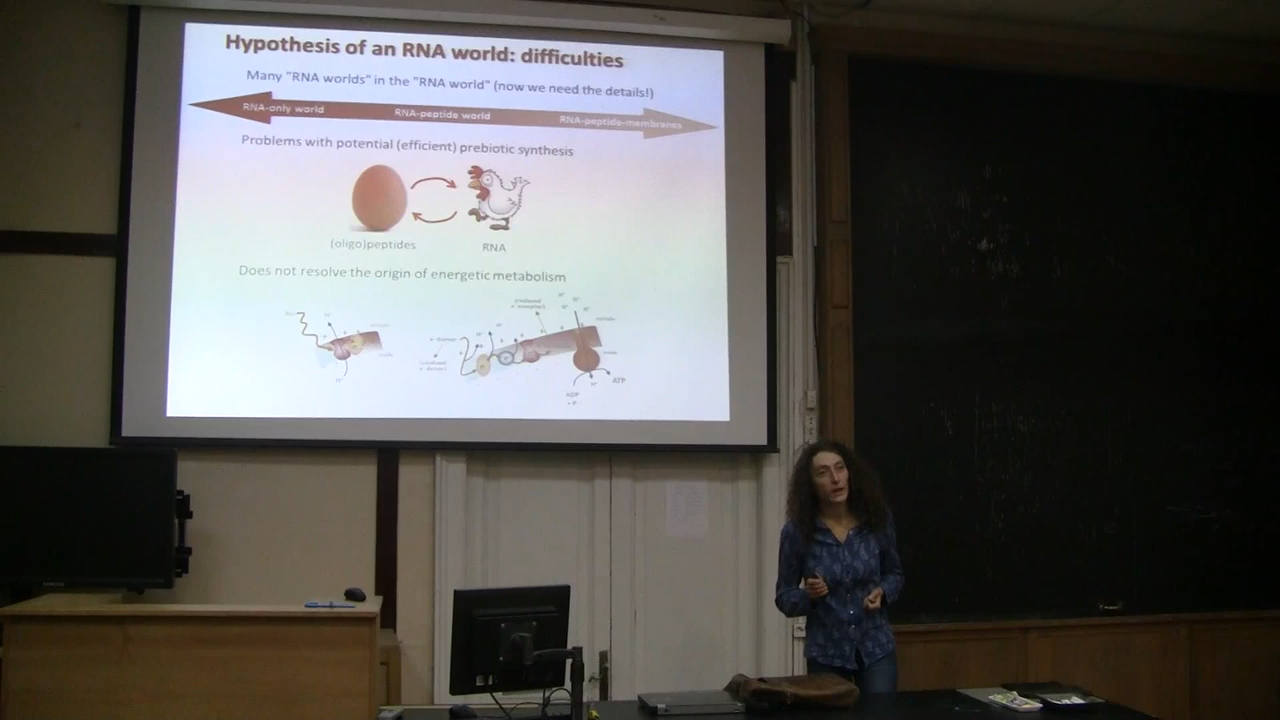 Hypothesis of an RNA world: difficulties
Many "RNA worlds" in the "RNA world" (now we need the details!)
RNA-only world RNA-peptide world RNA-peptide-membranes
Problems with potential (efficient) prebiotic synthesis
(oligo)peptides RNA
Does not resolve the origin of energetic metabolism
ATP
ADP
+ P